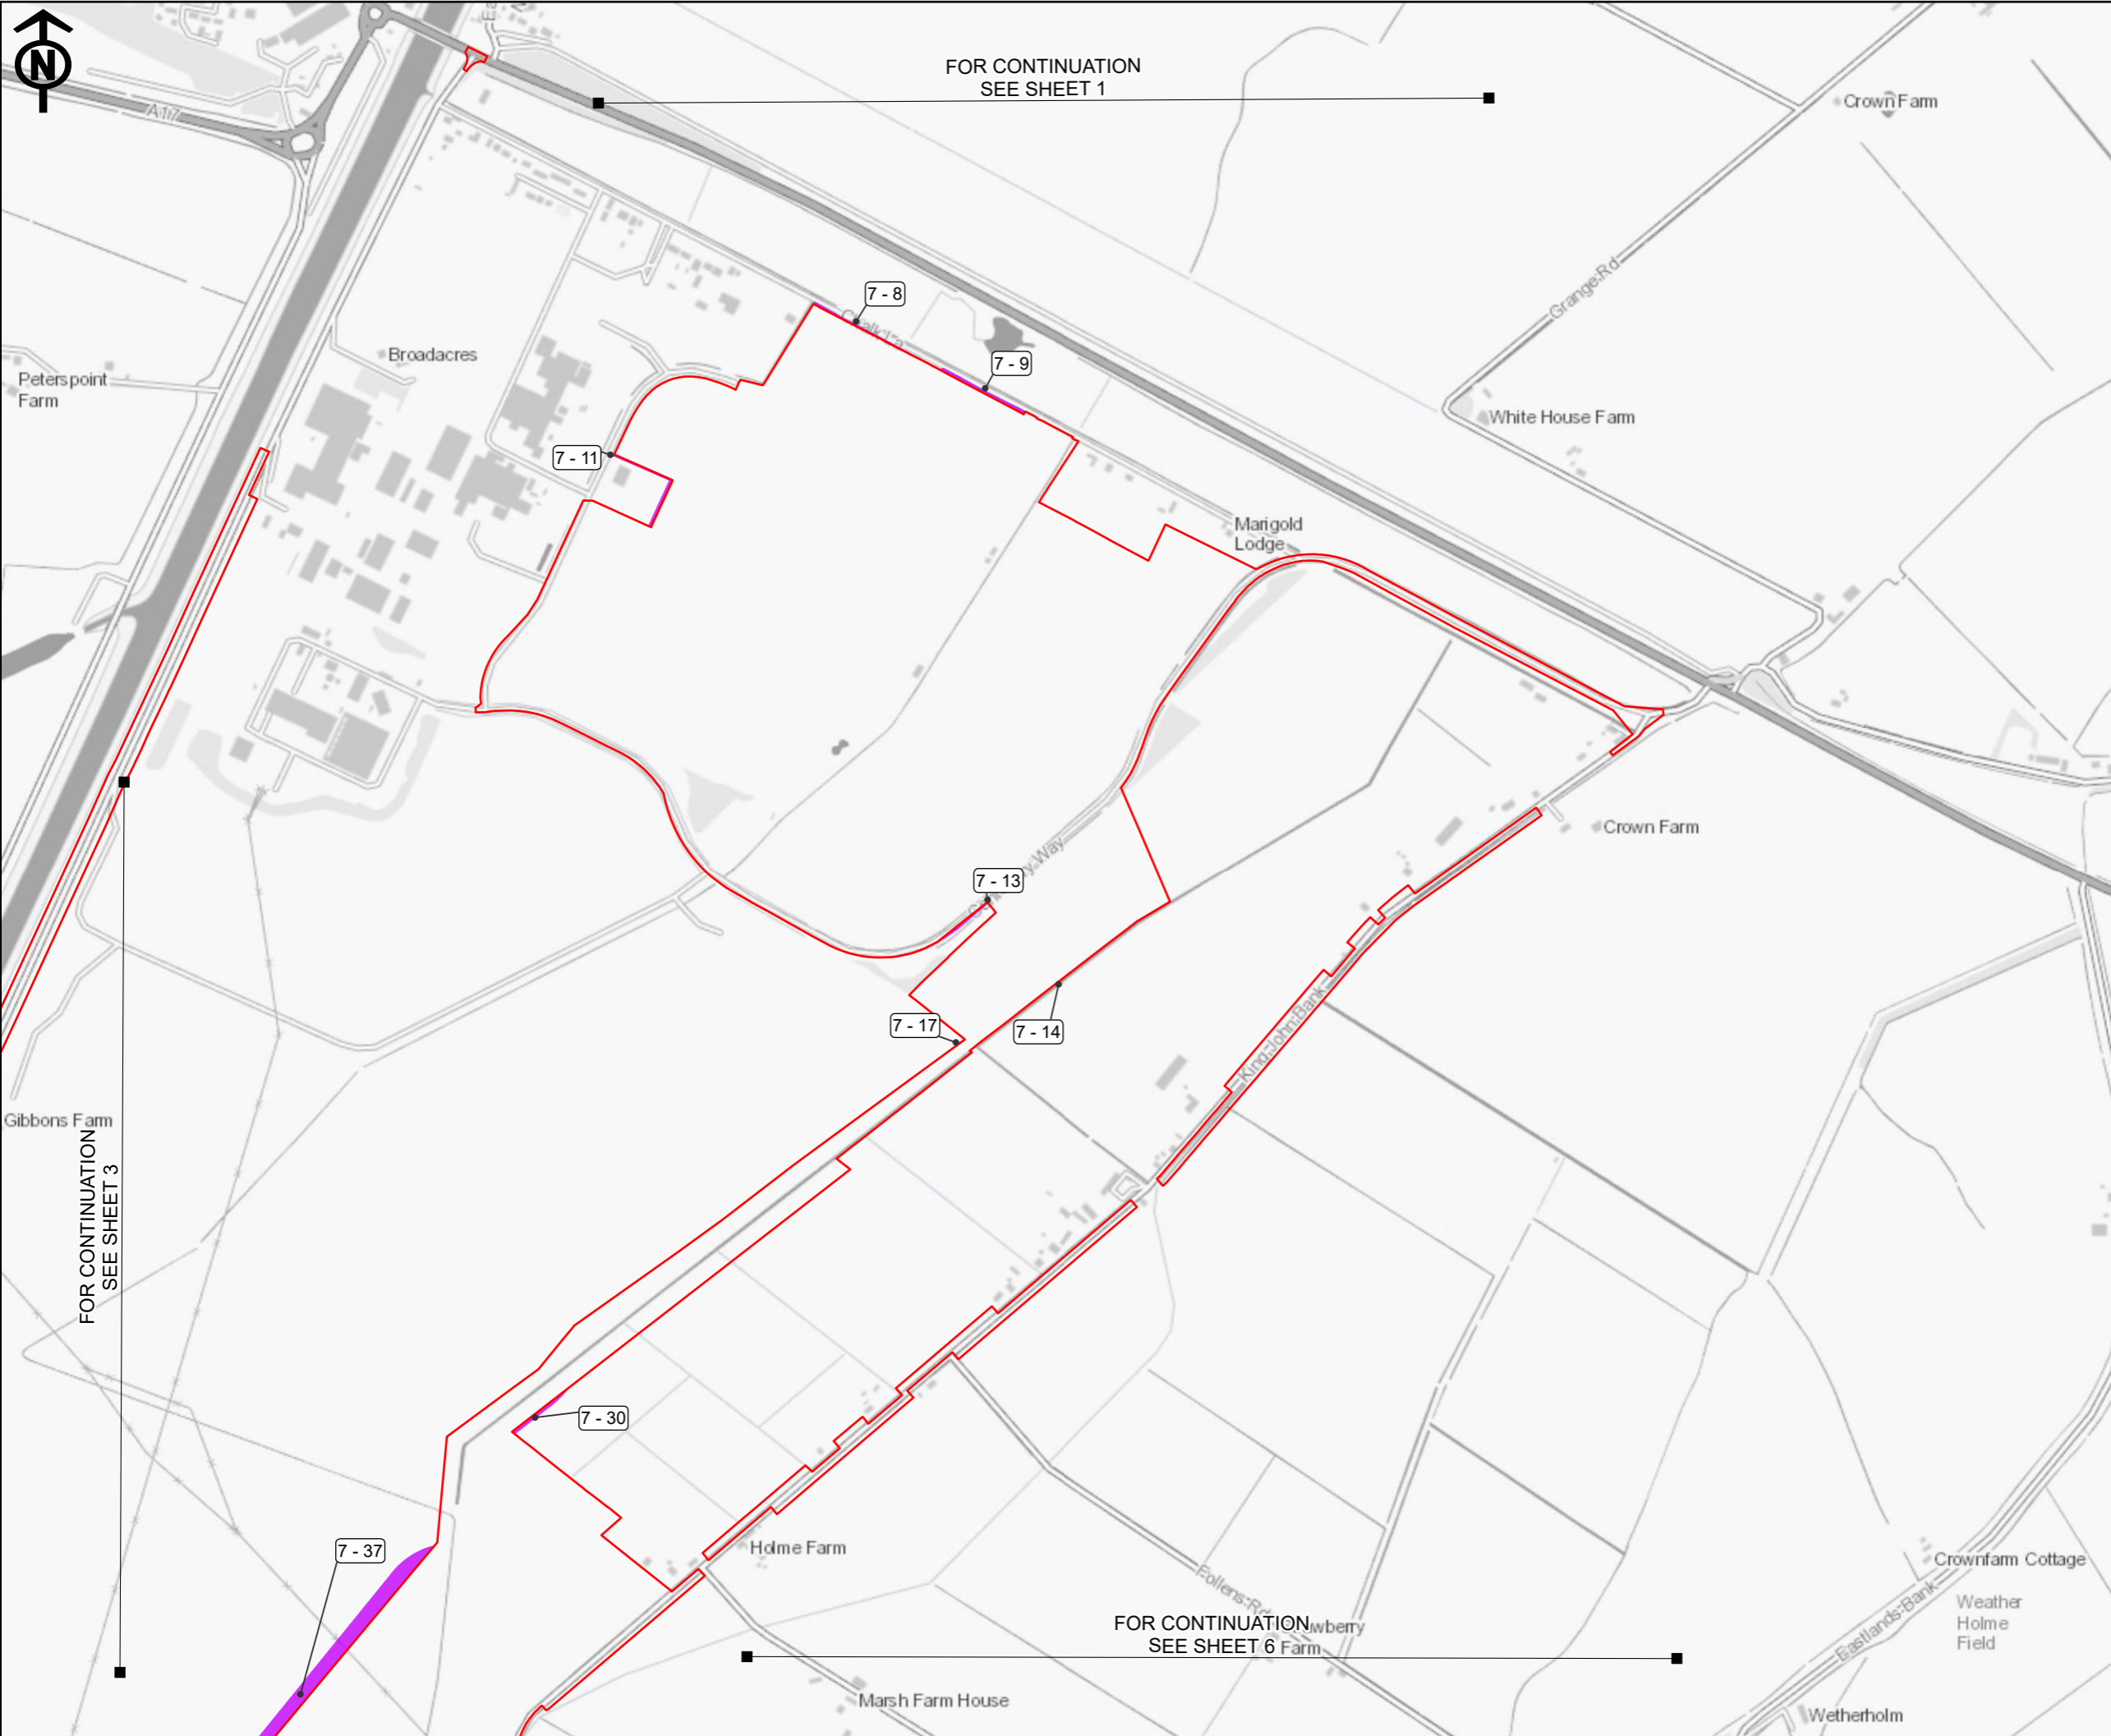 N
FOR CONTINUATION
SEE SHEET 1
A17
Crown Farm
Grange Rd
7 - 8
7 - 9
Broadacres
Peterspoint
Farm
White House Farm
7 - 11
Marigold
Lodge
Crown Farm
7 - 13
Way
7 - 17
7 - 14
King John Bank
Gibbons Farm
FOR CONTINUATION
SEE SHEET 3
7 - 30
7 - 37
Holme Farm
FOR CONTINUATION
SEE SHEET 6
Farm
Crownfarm Cottage
Eastlands Bank
Weather
Holme
Field
Marsh Farm House
Wetherholm